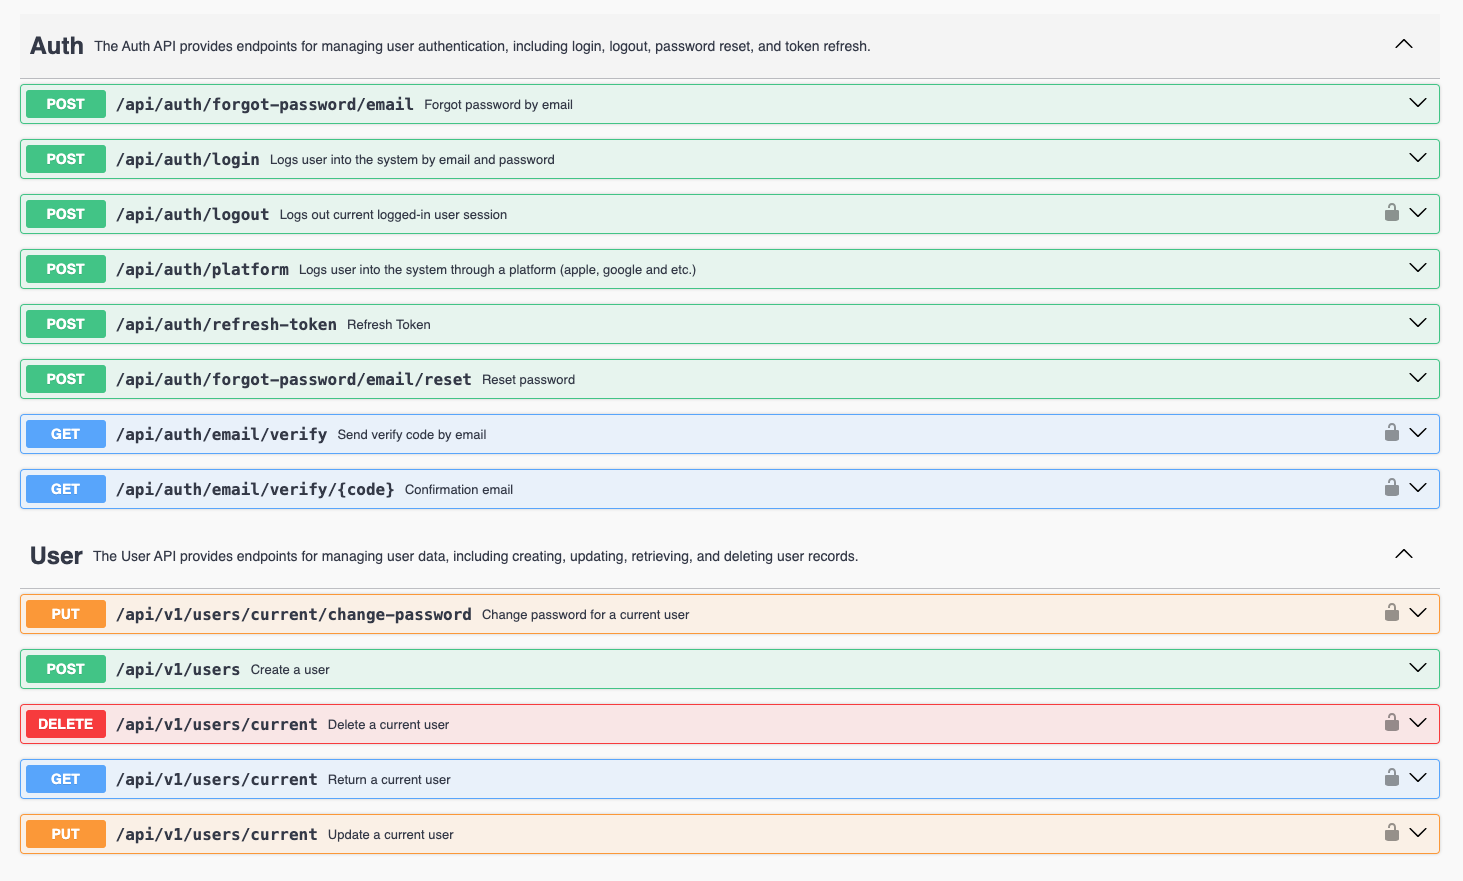 Auth The Auth API provides endpoints for managing user authentication, including login, logout, password reset, and token refresh.
POST /api/auth/forgot-password/email Forgot password by email
POST /api/auth/login Logs user into the system by email and password
POST /api/auth/logout Logs out current logged-in user session
POST /api/auth/platform Logs user into the system through a platform (apple, google and etc.)
POST /api/auth/refresh-token Refresh Token
POST /api/auth/forgot-password/email/reset Reset password
GET /api/auth/email/verify Send verify code by email
GET /api/auth/email/verify/{code} Confirmation email
User The User API provides endpoints for managing user data, including creating, updating, retrieving, and deleting user records.
PUT /api/v1/users/current/change-password Change password for a current user
POST /api/v1/users Create a user
DELETE /api/v1/users/current Delete a current user
GET /api/v1/users/current Return a current user
PUT /api/v1/users/current Update a current user